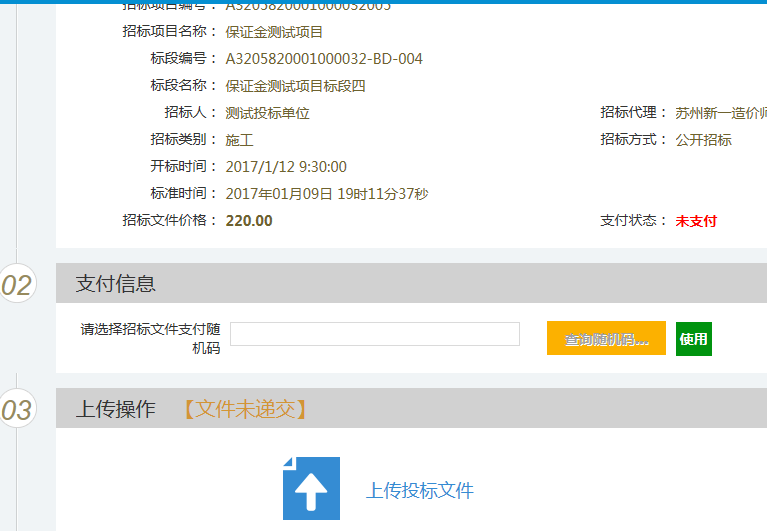 招标项目编号： A3205820001000032005
招标项目名称： 保证金测试项目
标段编号： A3205820001000032-BD-004
标段名称： 保证金测试项目标段四
招标人： 测试投标单位 招标代理： 苏州新一造价师
招标类别： 施工 招标方式： 公开招标
开标时间： 2017/1/12 9:30:00
标准时间： 2017年01月09日 19时11分37秒
招标文件价格： 220.00 支付状态： 未支付
02 支付信息
请选择招标文件支付随
机码 查询随机码... 使用
03 上传操作 【文件未递交】
上传投标文件